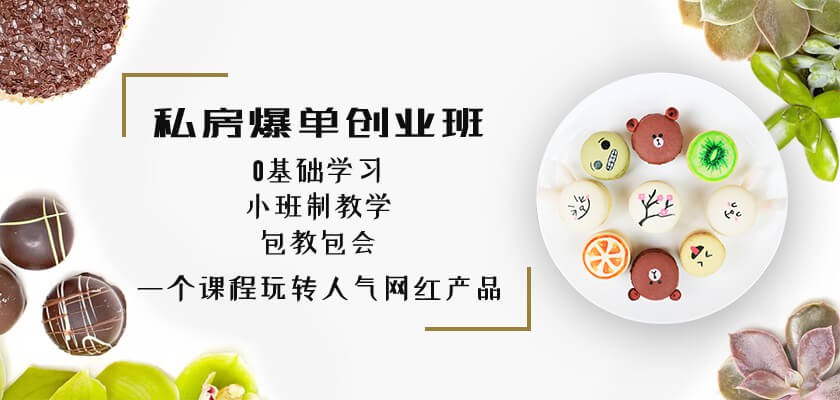 私房爆单创业班
0基础学习
小班制教学
包教包会
一个课程玩转人气网红产品